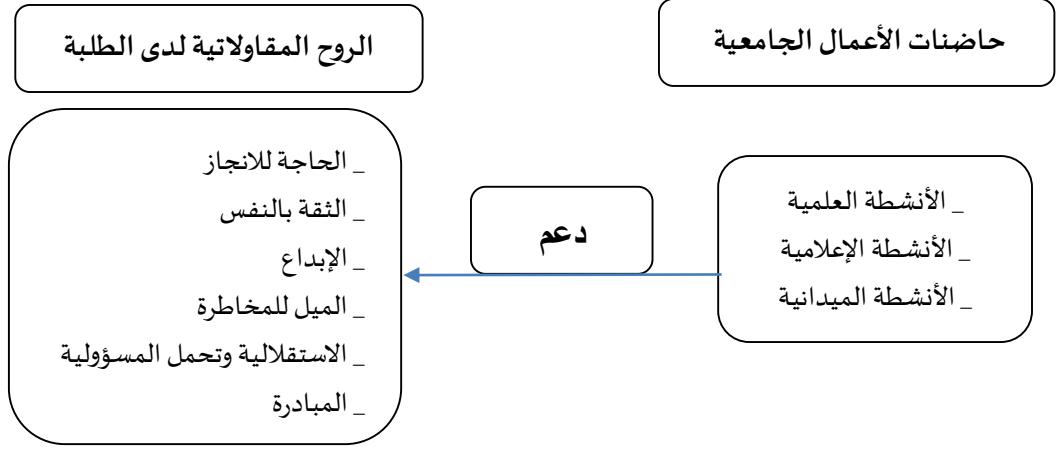 حاضنات الأعمال الجامعية
الروح المقاولاتية لدى الطلبة
_ الأنشطة العلمية
_ الأنشطة الإعلامية
_ الأنشطة الميدانية
دعم
_ الحاجة للانجاز
_ الثقة بالنفس
_ الإبداع
_ الميل للمخاطرة
_ الاستقلالية وتحمل المسؤولية
_ المبادرة